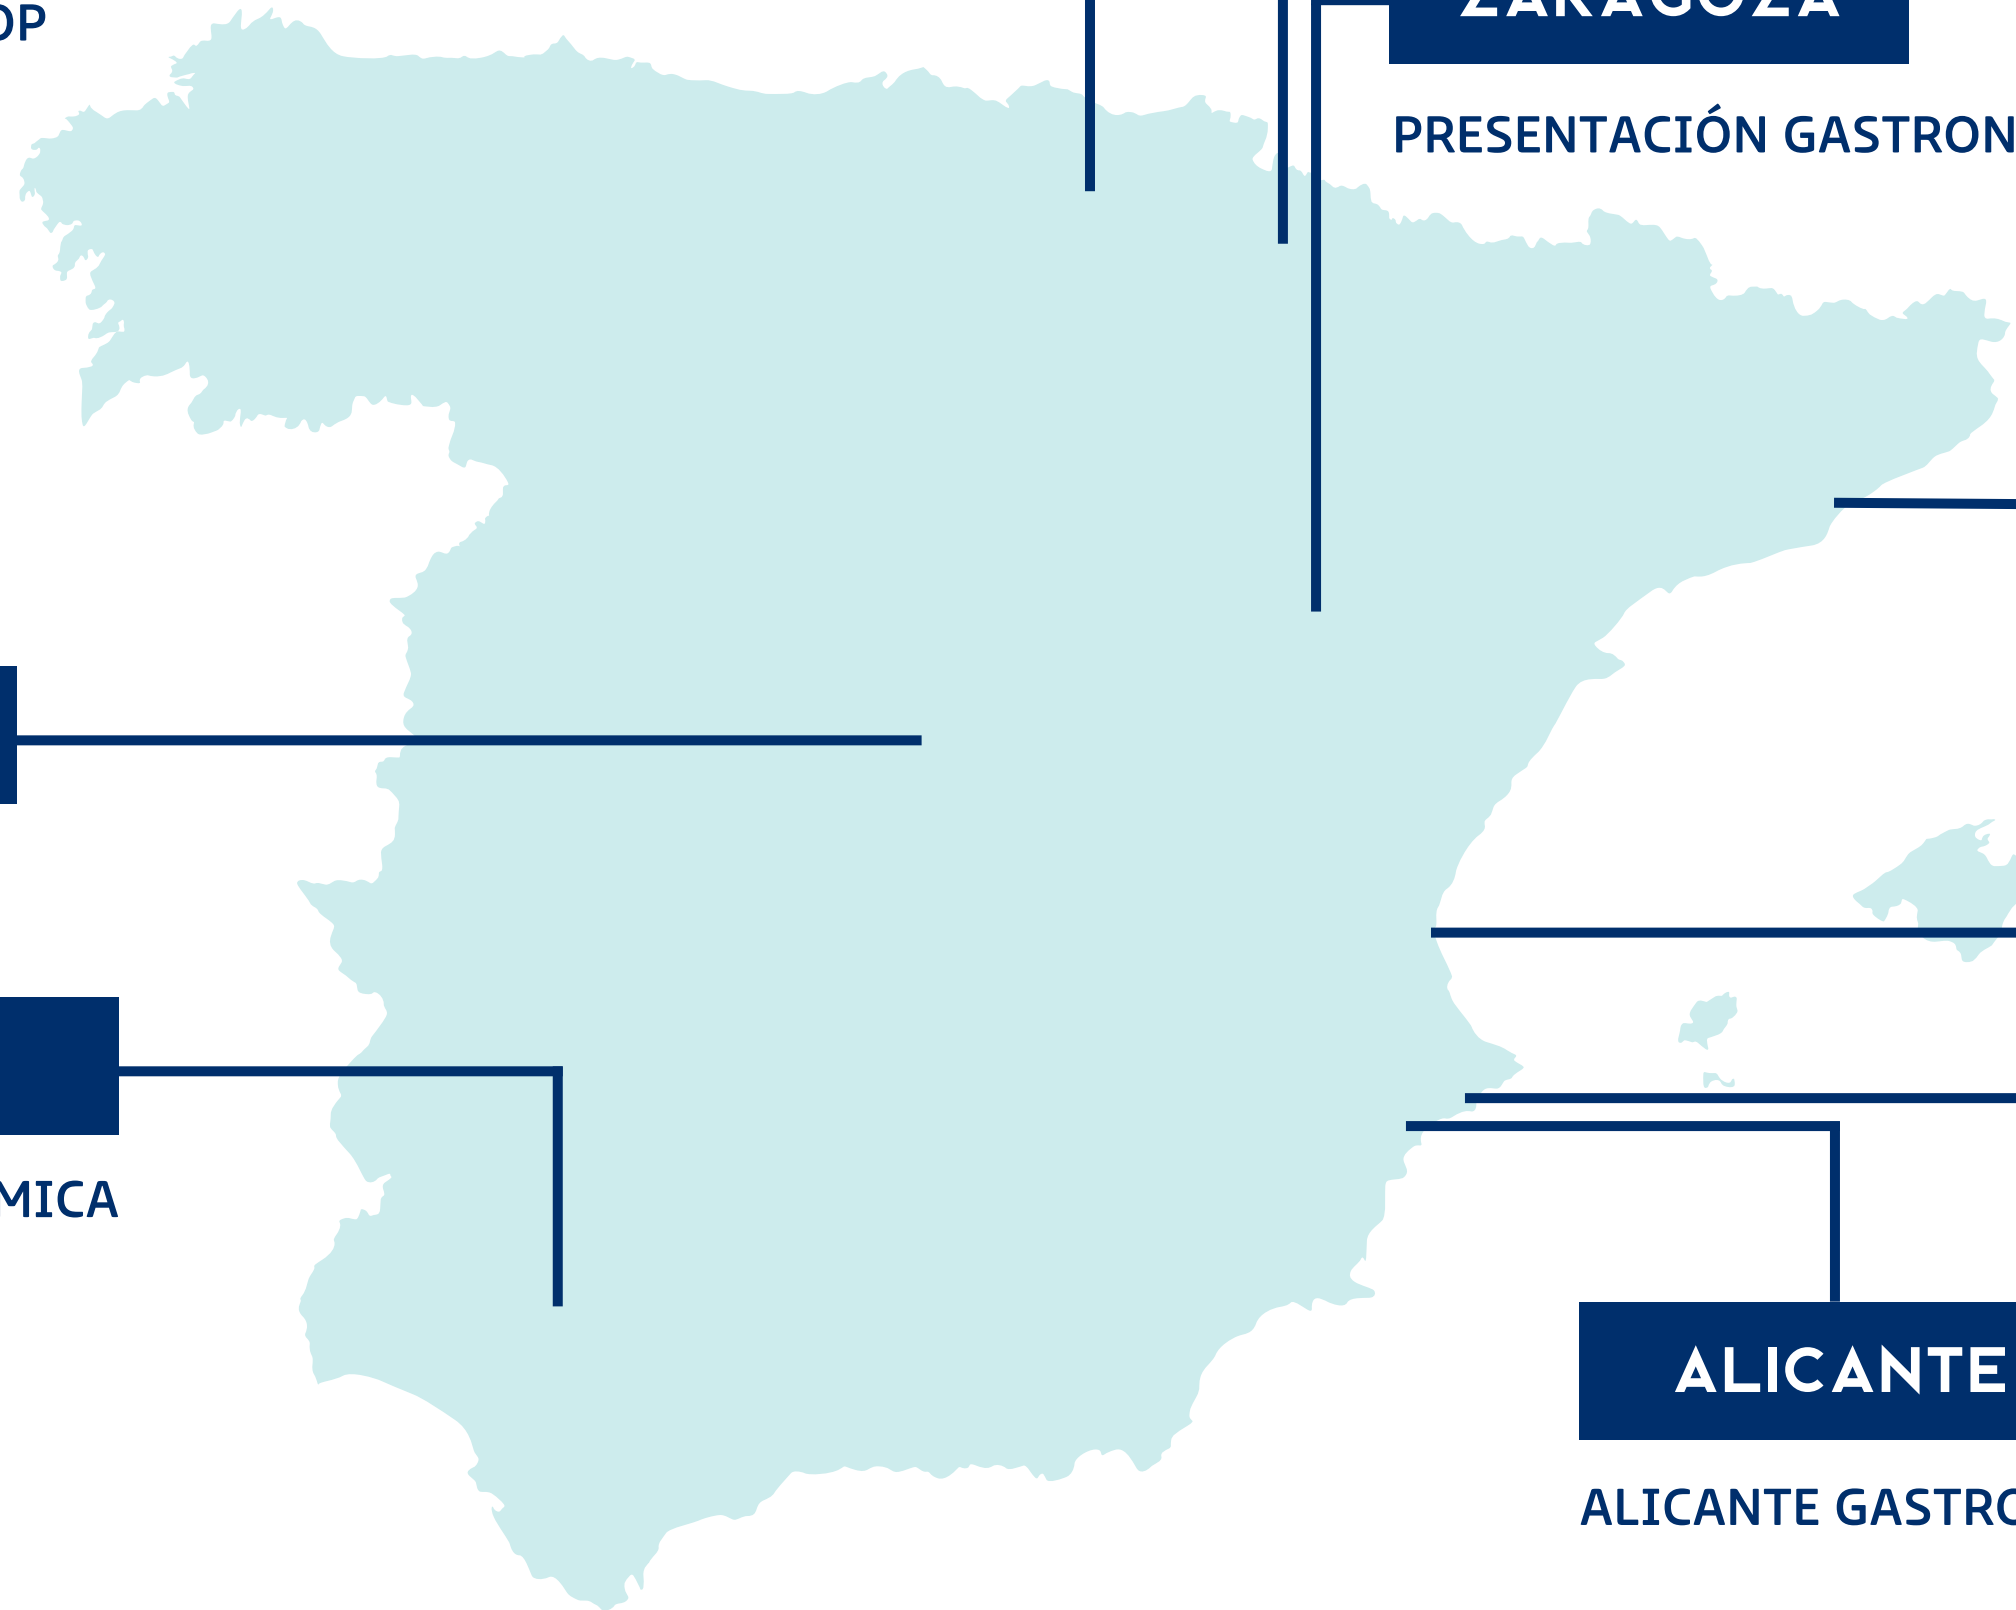 OP
ZARAGOZA
PRESENTACIÓN GASTRON
MICA
ALICANTE
ALICANTE GASTRO